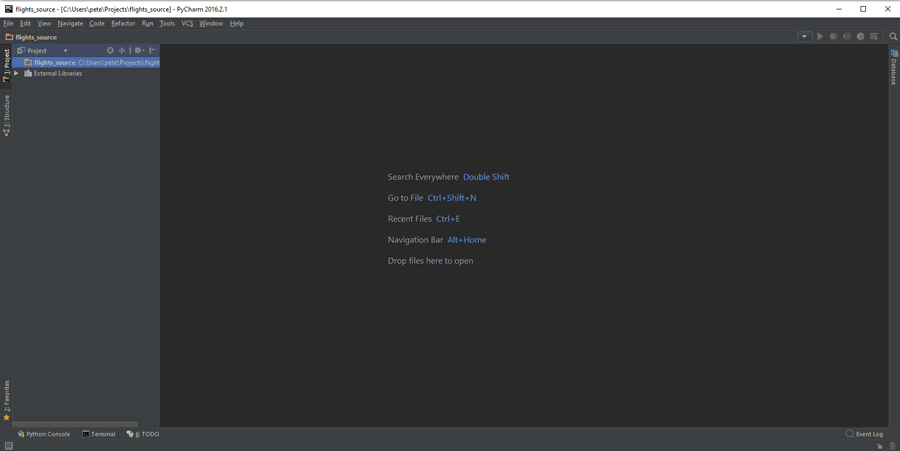 flights_source - [C:\Users\pete\Projects\flights_source] - PyCharm 2016.2.1
File Edit View Navigate Code Refactor Run Tools VCS Window Help
flights_source
1: Project
Project
flights_source C:\Users\pete\Projects\flight
External Libraries
2: Structure
Database
Search Everywhere Double Shift
Go to File Ctrl+Shift+N
Recent Files Ctrl+E
Navigation Bar Alt+Home
Drop files here to open
2: Favorites
Python Console Terminal 6: TODO Event Log